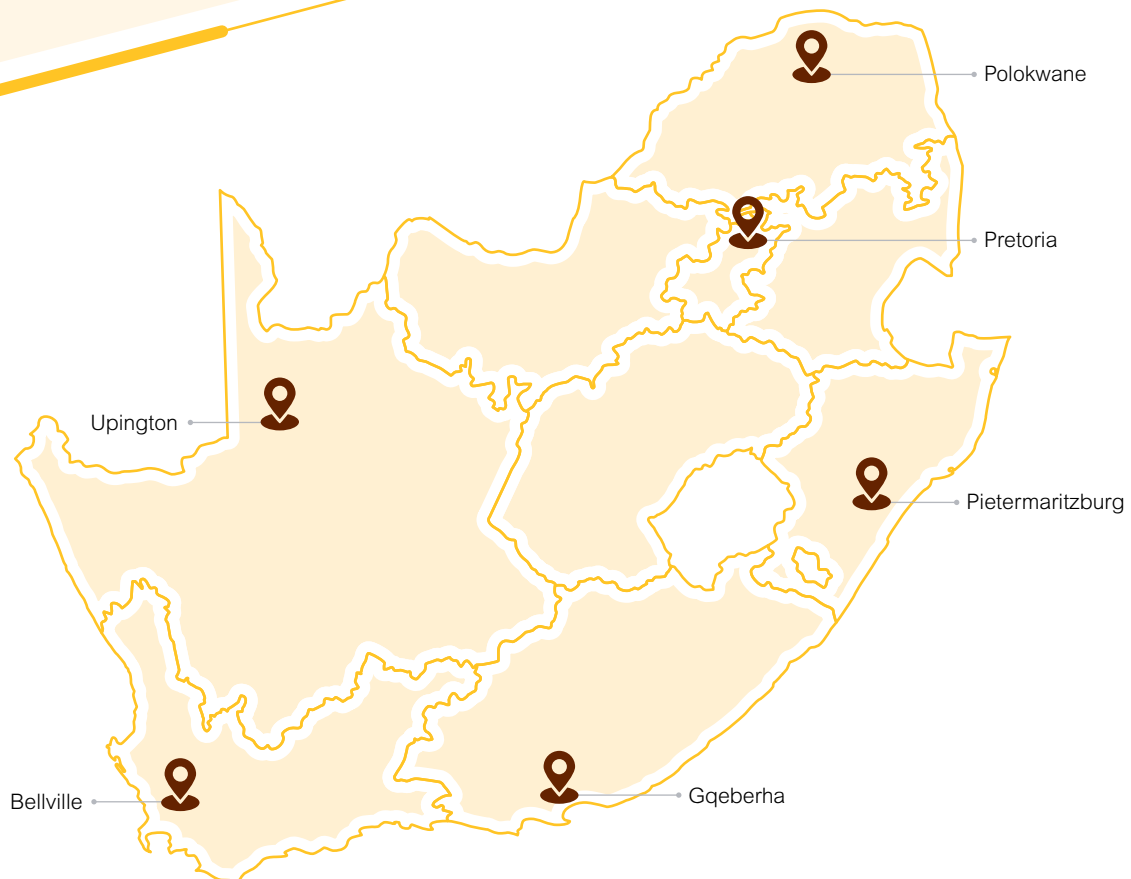 Polokwane
Pretoria
Upington
Pietermaritzburg
Gqeberha
Bellville